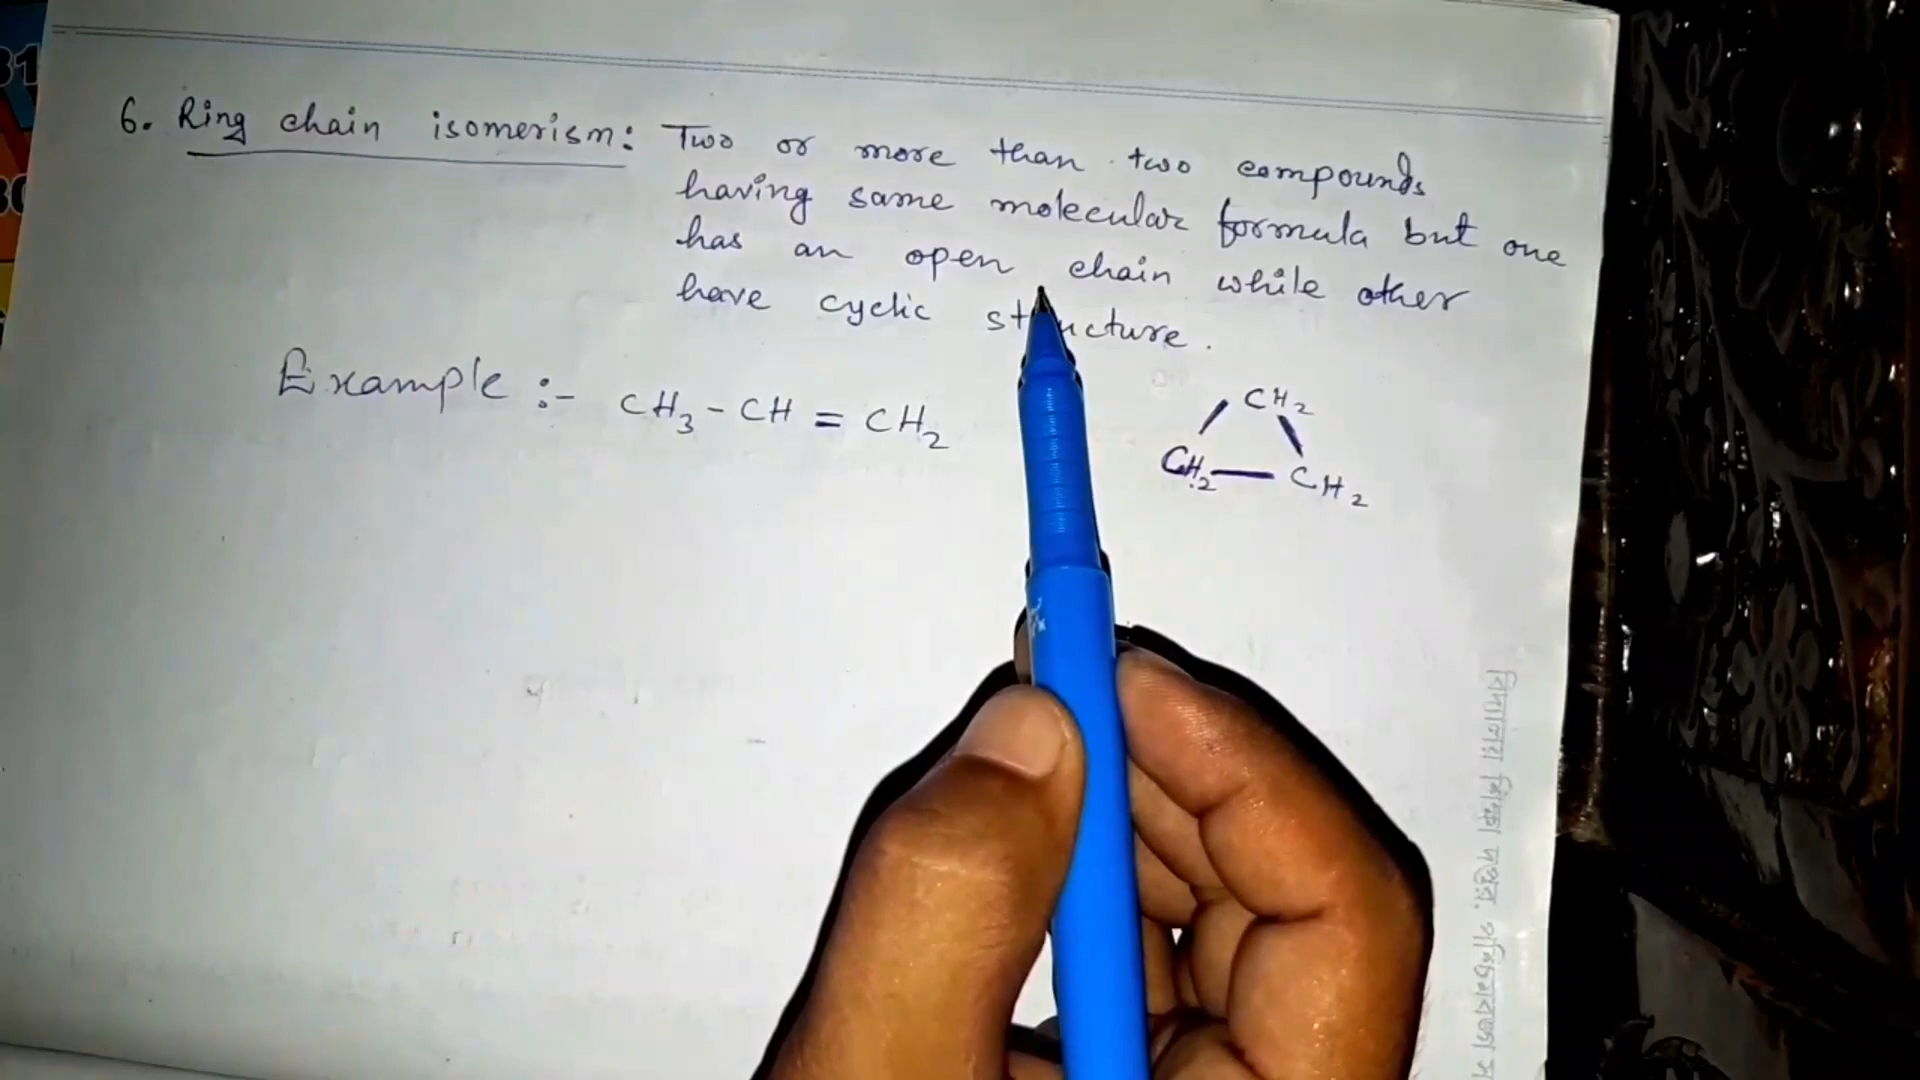 6. Ring chain isomerism: Two or more than two compounds
having same molecular formula but one
has an open chain while other
have cyclic structure.
Example :- CH3 - CH = CH2
CH2
CH2 — CH2